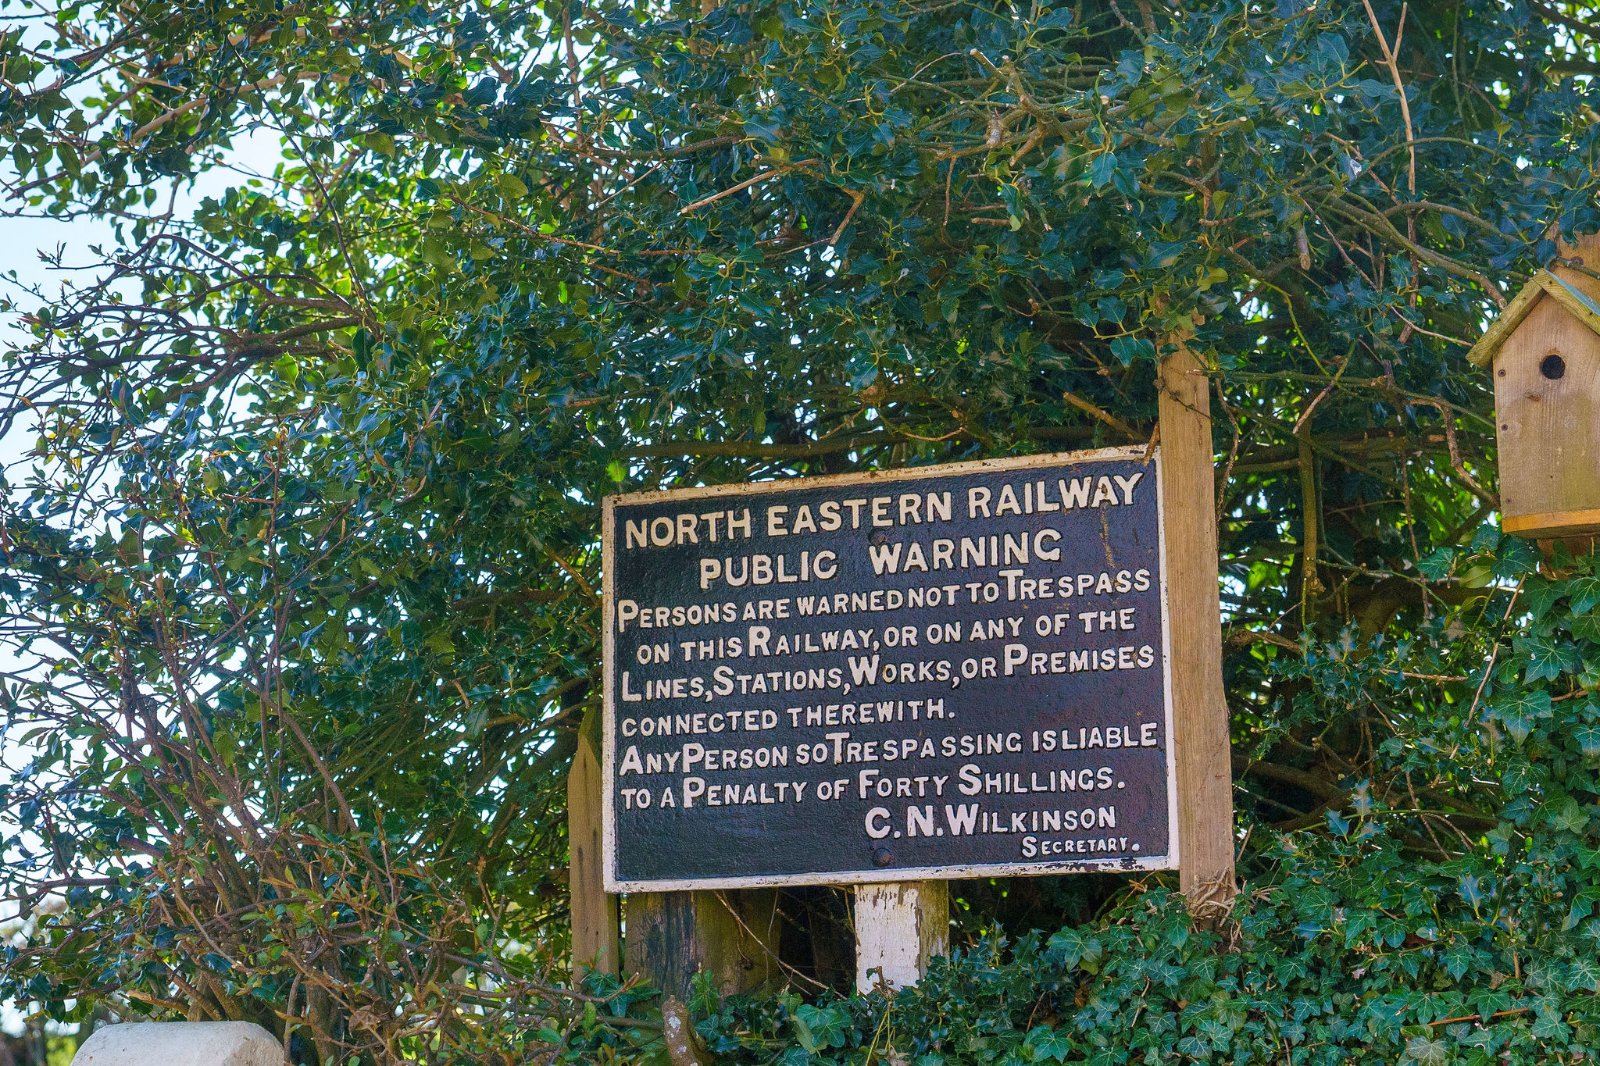 NORTH EASTERN RAILWAY
PUBLIC WARNING
PERSONS ARE WARNED NOT TO TRESPASS
ON THIS RAILWAY, OR ON ANY OF THE
LINES, STATIONS, WORKS, OR PREMISES
CONNECTED THEREWITH.
ANY PERSON SO TRESPASSING IS LIABLE
TO A PENALTY OF FORTY SHILLINGS.
C. N. WILKINSON
SECRETARY.